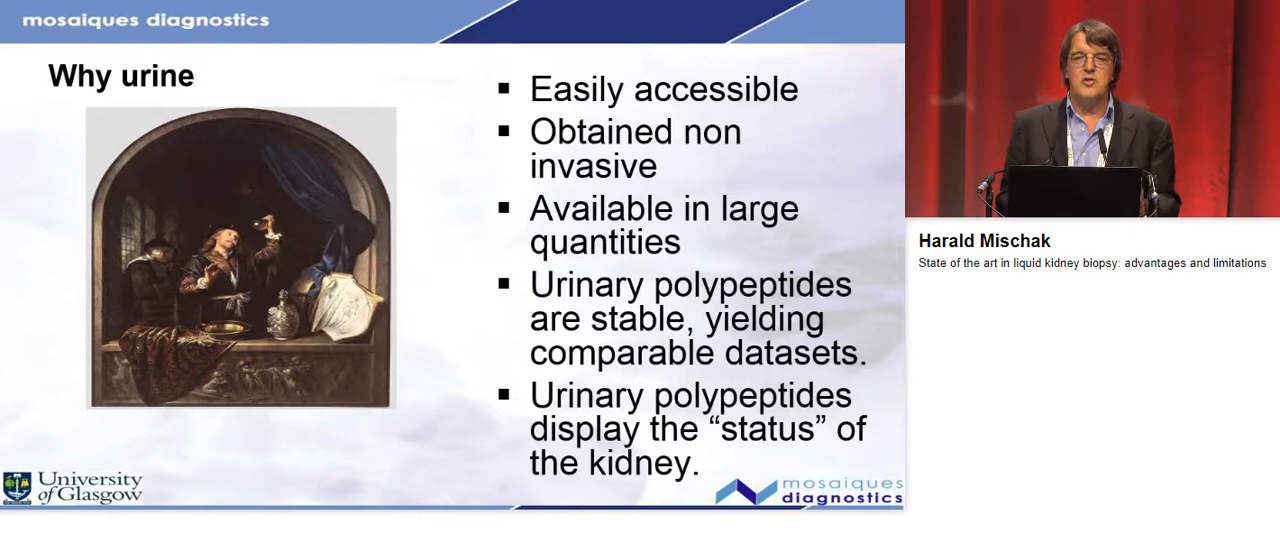 mosaiques diagnostics
Why urine
▪ Easily accessible
▪ Obtained non
invasive
▪ Available in large
quantities
▪ Urinary polypeptides
are stable, yielding
comparable datasets.
▪ Urinary polypeptides
display the “status” of
the kidney.
University
of Glasgow
mosaiques
diagnostics
Harald Mischak
State of the art in liquid kidney biopsy: advantages and limitations